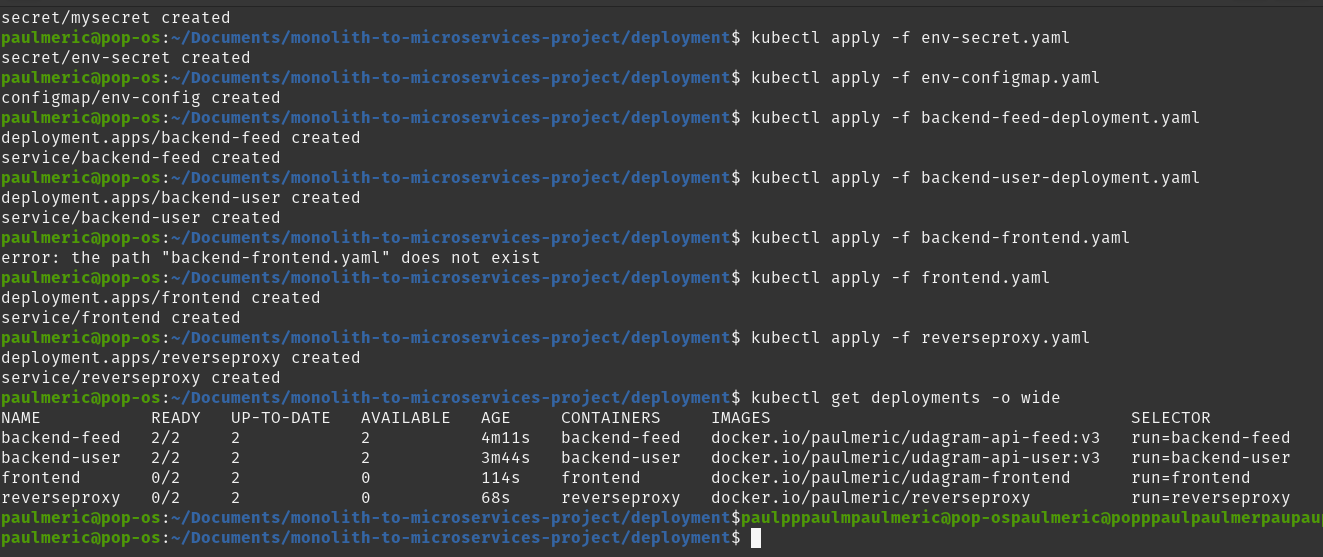 secret/mysecret created
paulmeric@pop-os:~/Documents/monolith-to-microservices-project/deployment$ kubectl apply -f env-secret.yaml
secret/env-secret created
paulmeric@pop-os:~/Documents/monolith-to-microservices-project/deployment$ kubectl apply -f env-configmap.yaml
configmap/env-config created
paulmeric@pop-os:~/Documents/monolith-to-microservices-project/deployment$ kubectl apply -f backend-feed-deployment.yaml
deployment.apps/backend-feed created
service/backend-feed created
paulmeric@pop-os:~/Documents/monolith-to-microservices-project/deployment$ kubectl apply -f backend-user-deployment.yaml
deployment.apps/backend-user created
service/backend-user created
paulmeric@pop-os:~/Documents/monolith-to-microservices-project/deployment$ kubectl apply -f backend-frontend.yaml
error: the path "backend-frontend.yaml" does not exist
paulmeric@pop-os:~/Documents/monolith-to-microservices-project/deployment$ kubectl apply -f frontend.yaml
deployment.apps/frontend created
service/frontend created
paulmeric@pop-os:~/Documents/monolith-to-microservices-project/deployment$ kubectl apply -f reverseproxy.yaml
deployment.apps/reverseproxy created
service/reverseproxy created
paulmeric@pop-os:~/Documents/monolith-to-microservices-project/deployment$ kubectl get deployments -o wide
NAME READY UP-TO-DATE AVAILABLE AGE CONTAINERS IMAGES SELECTOR
backend-feed 2/2 2 2 4m11s backend-feed docker.io/paulmeric/udagram-api-feed:v3 run=backend-feed
backend-user 2/2 2 2 3m44s backend-user docker.io/paulmeric/udagram-api-user:v3 run=backend-user
frontend 0/2 2 0 114s frontend docker.io/paulmeric/udagram-frontend run=frontend
reverseproxy 0/2 2 0 68s reverseproxy docker.io/paulmeric/reverseproxy run=reverseproxy
paulmeric@pop-os:~/Documents/monolith-to-microservices-project/deployment$paulpppaulmpaulmeric@pop-ospaulmeric@popppaulpaulmerpaupau
paulmeric@pop-os:~/Documents/monolith-to-microservices-project/deployment$